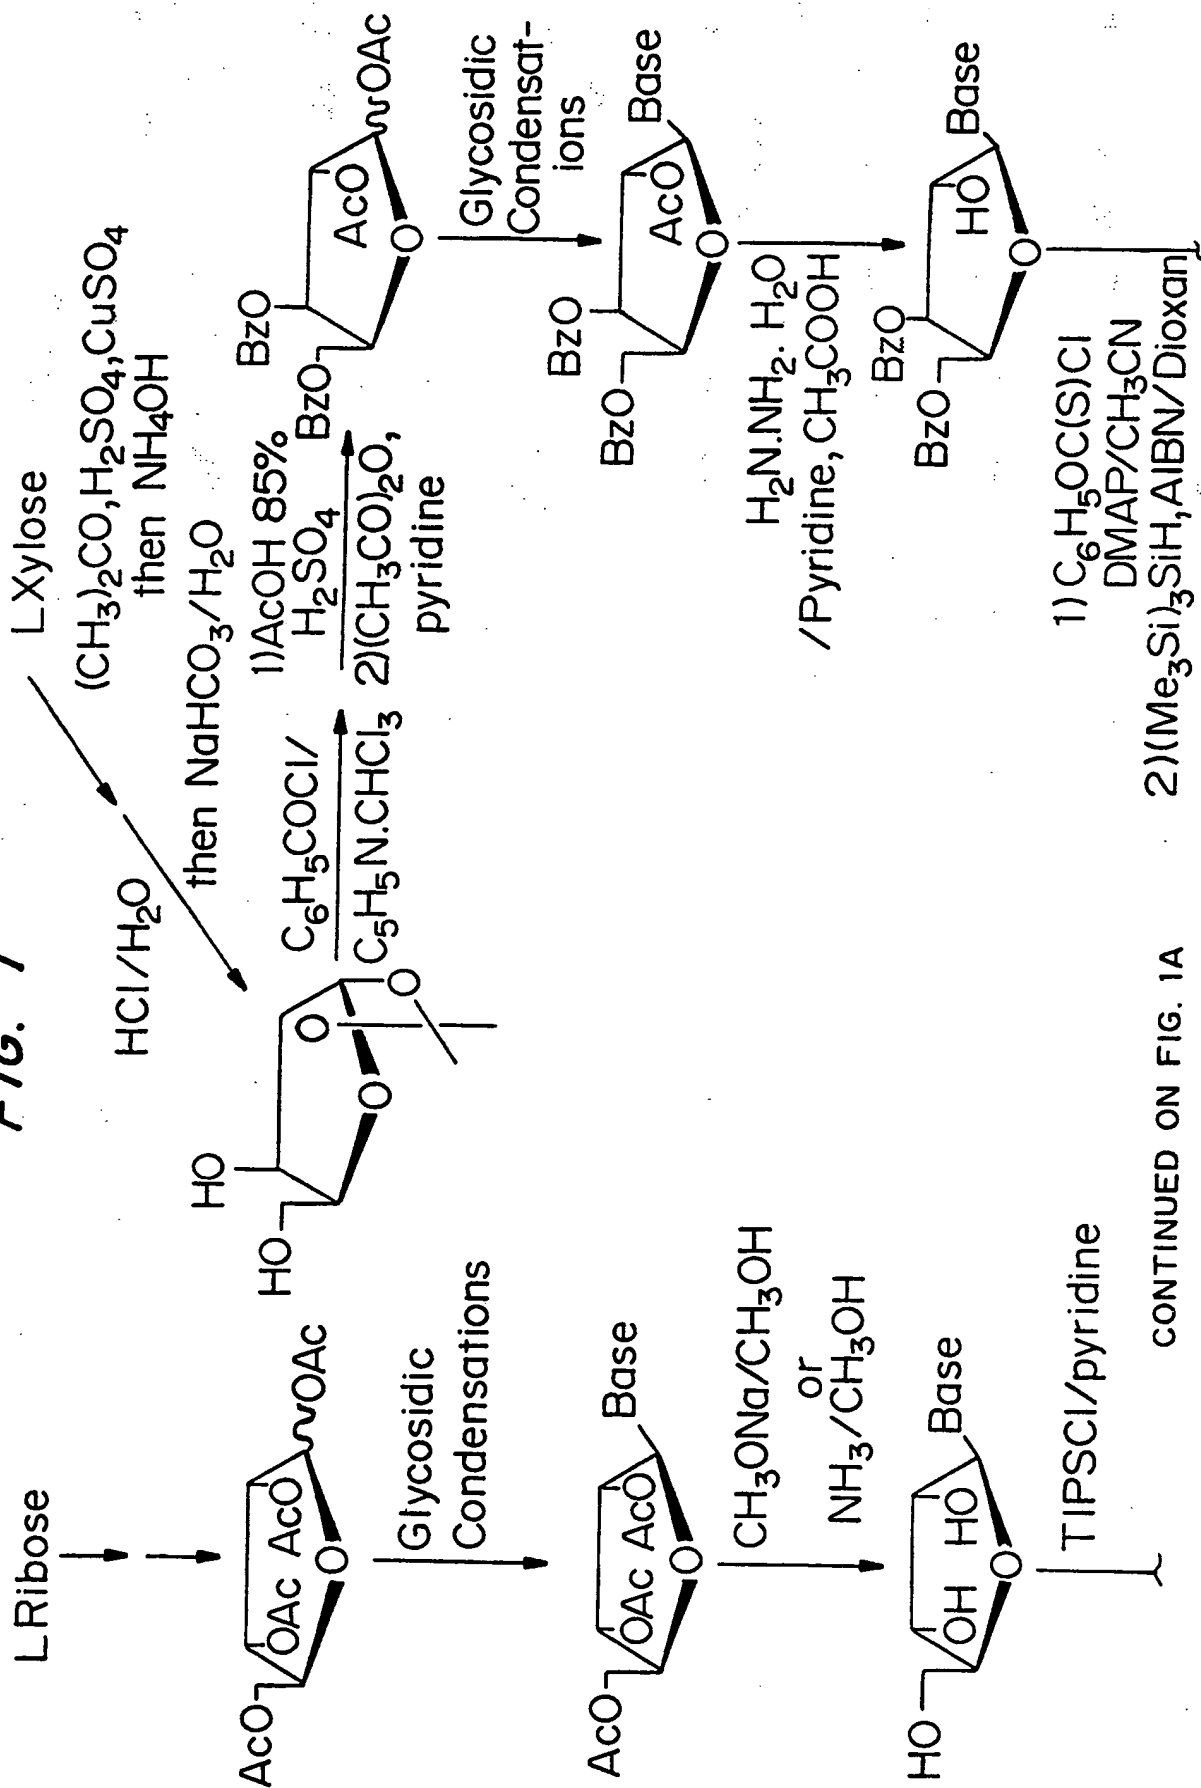 FIG. 1
LRibose
AcO
OAc AcO
OAc
O
Glycosidic
Condensations
AcO
OAc AcO
Base
O
CH3ONa/CH3OH
or
NH3/CH3OH
HO
OH HO
Base
O
TIPSCl/pyridine
LXylose
(CH3)2CO,H2SO4,CuSO4
then NH4OH
HCl/H2O
then NaHCO3/H2O
HO
HO
O
O
O
C6H5COCl/
C5H5N.CHCl3
1)AcOH 85%
H2SO4
2)(CH3CO)2O,
pyridine
BzO
BzO
AcO
OAc
O
Glycosidic
Condensat-
ions
BzO
BzO
AcO
Base
O
H2N.NH2. H2O
/Pyridine,CH3COOH
BzO
BzO
HO
Base
O
1)C6H5OC(S)Cl
DMAP/CH3CN
2)(Me3Si)3SiH,AIBN/Dioxan
CONTINUED ON FIG. 1A